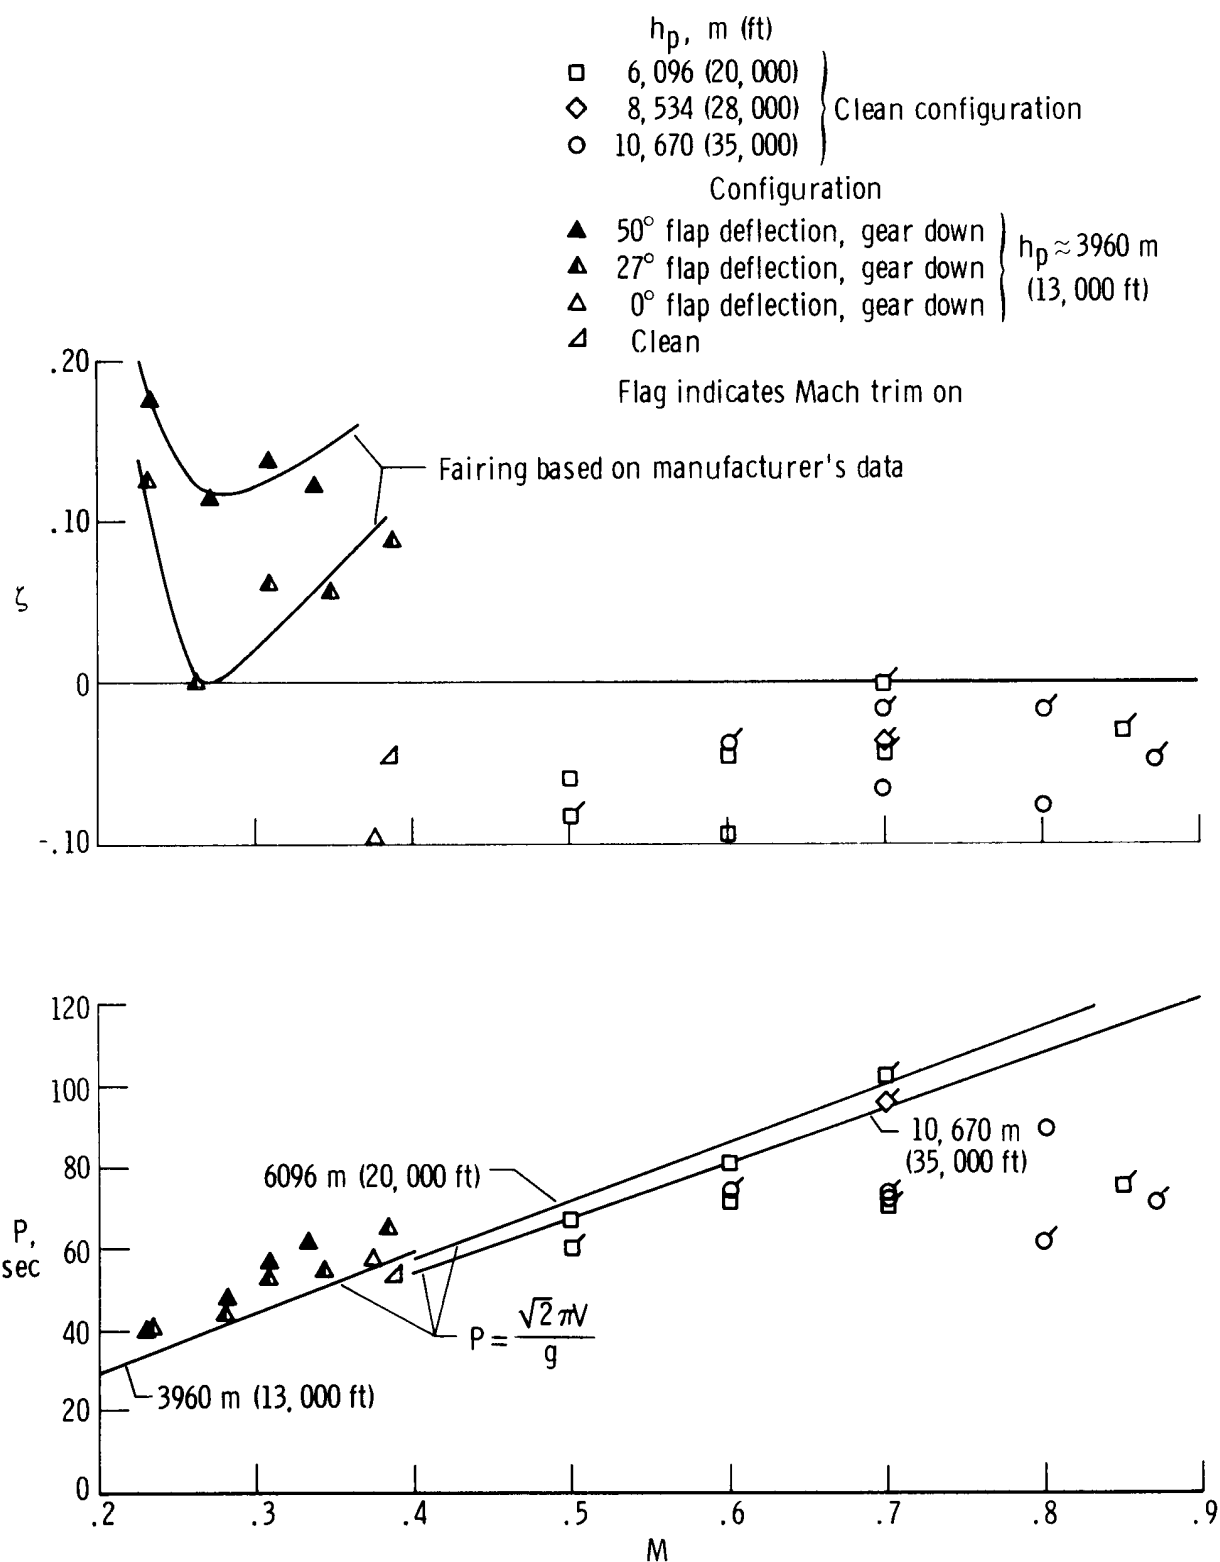 h_p, m (ft)
6,096 (20,000)
8,534 (28,000)
Clean configuration
10,670 (35,000)
Configuration
50° flap deflection, gear down
27° flap deflection, gear down
h_p ≈ 3960 m
(13,000 ft)
0° flap deflection, gear down
Clean
Flag indicates Mach trim on
.20
Fairing based on manufacturer's data
.10
ζ
0
-.10
120
100
10,670 m
(35,000 ft)
80
6096 m (20,000 ft)
P,
sec
60
40
P = √2 πV
g
3960 m (13,000 ft)
20
0
.2 .3 .4 .5 .6 .7 .8 .9
M